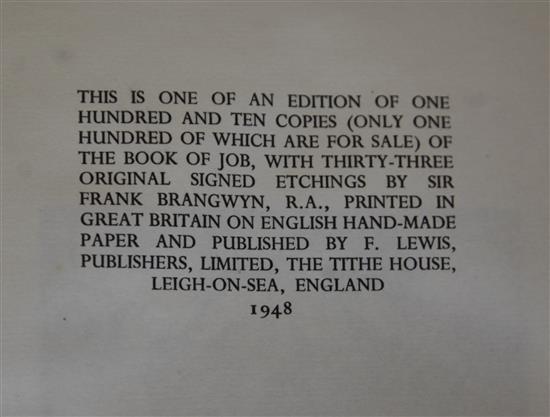 THIS IS ONE OF AN EDITION OF ONE
HUNDRED AND TEN COPIES (ONLY ONE
HUNDRED OF WHICH ARE FOR SALE) OF
THE BOOK OF JOB, WITH THIRTY-THREE
ORIGINAL SIGNED ETCHINGS BY SIR
FRANK BRANGWYN, R.A., PRINTED IN
GREAT BRITAIN ON ENGLISH HAND-MADE
PAPER AND PUBLISHED BY F. LEWIS,
PUBLISHERS, LIMITED, THE TITHE HOUSE,
LEIGH-ON-SEA, ENGLAND
1948